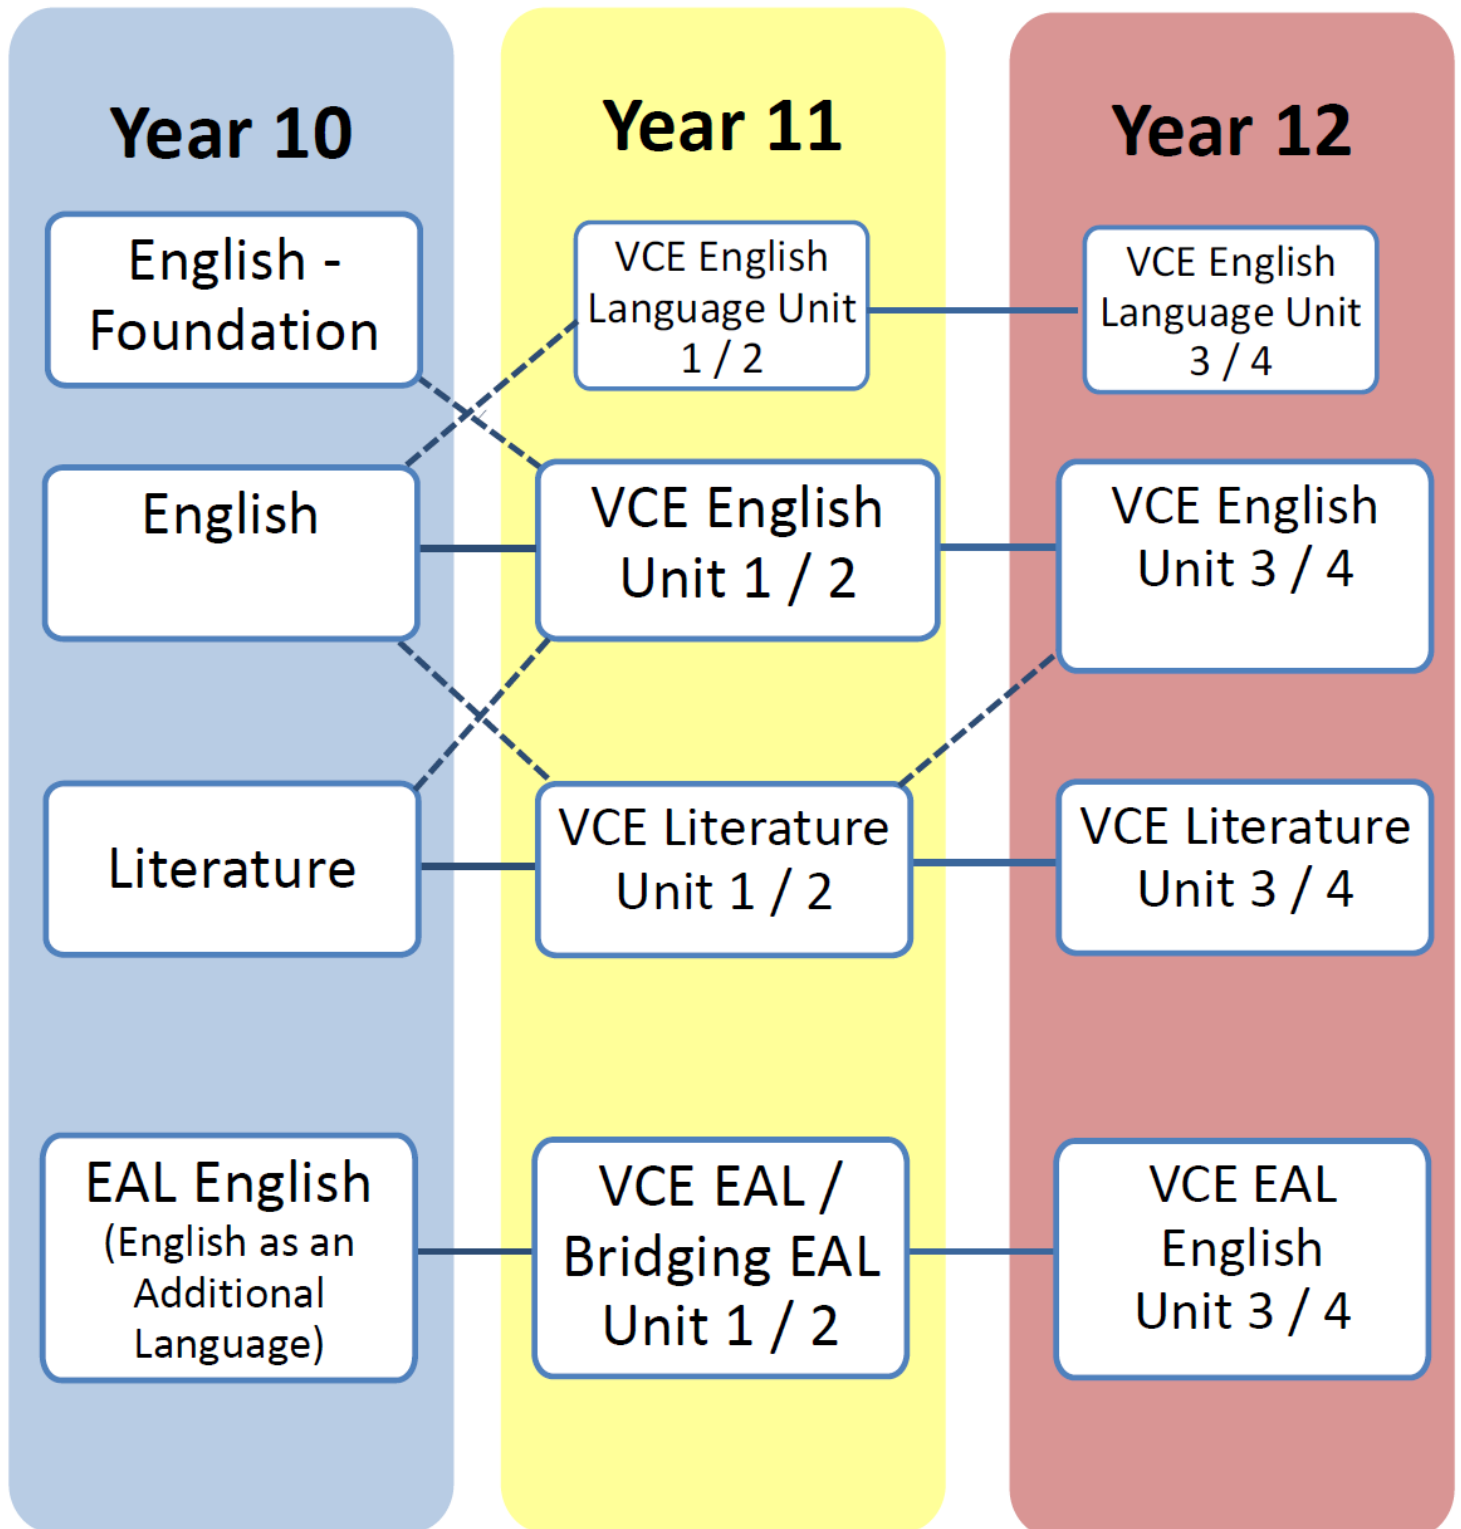 Year 10
English -
Foundation
English
Literature
EAL English
(English as an
Additional
Language)
Year 11
VCE English
Language Unit
1 / 2
VCE English
Unit 1 / 2
VCE Literature
Unit 1 / 2
VCE EAL /
Bridging EAL
Unit 1 / 2
Year 12
VCE English
Language Unit
3 / 4
VCE English
Unit 3 / 4
VCE Literature
Unit 3 / 4
VCE EAL
English
Unit 3 / 4